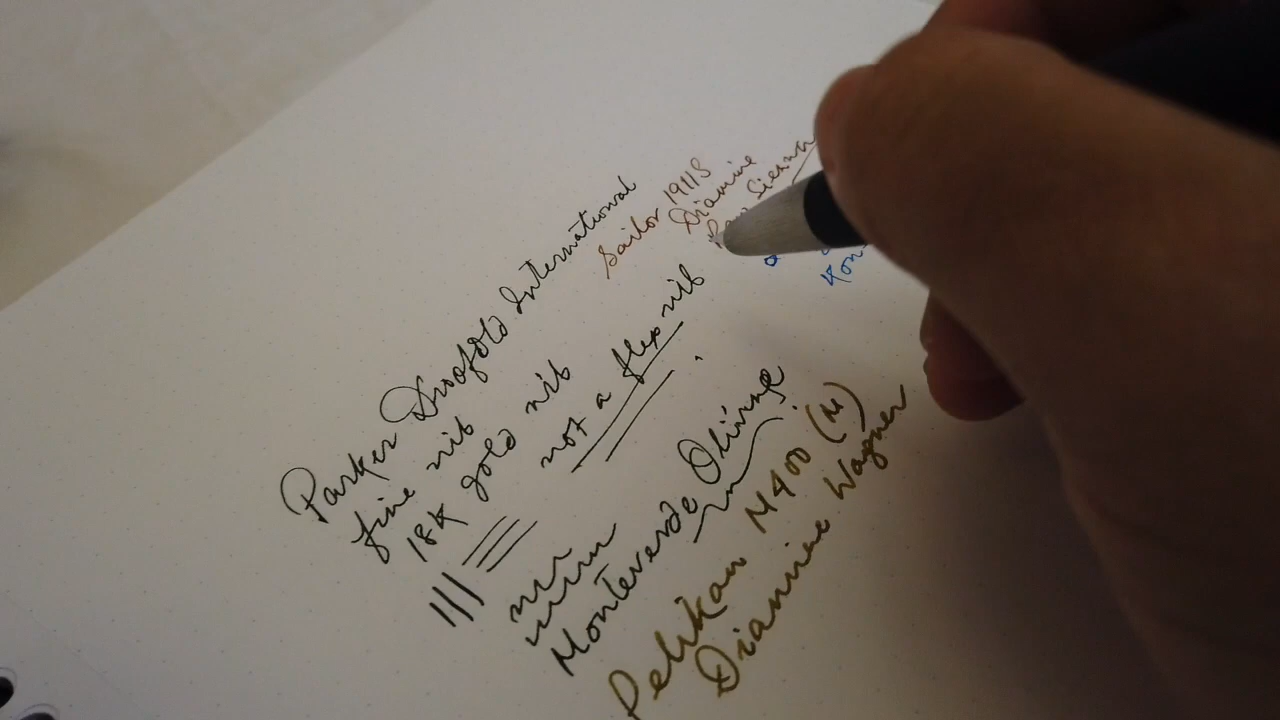 Parker Duofold International
fine nib
18K gold nib
not a flex nib
Monteverde Olivine
Pelikan M400 (M)
Diamine Wagner
Sailor 1911S
Diamine
Sienna